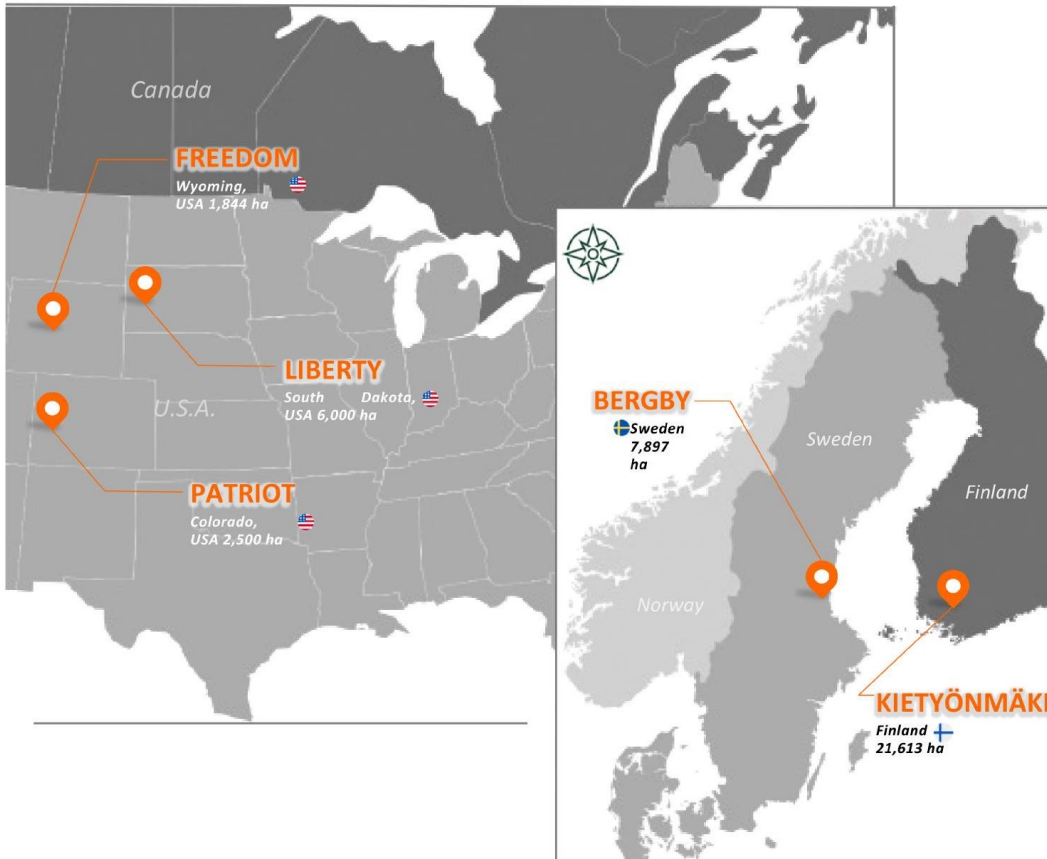 Canada
FREEDOM
Wyoming,
USA 1,844 ha
LIBERTY
South Dakota,
USA 6,000 ha
U.S.A.
PATRIOT
Colorado,
USA 2,500 ha
BERGBY
Sweden
7,897
ha
Sweden
Finland
Norway
KIETYÖNMÄKI
Finland
21,613 ha